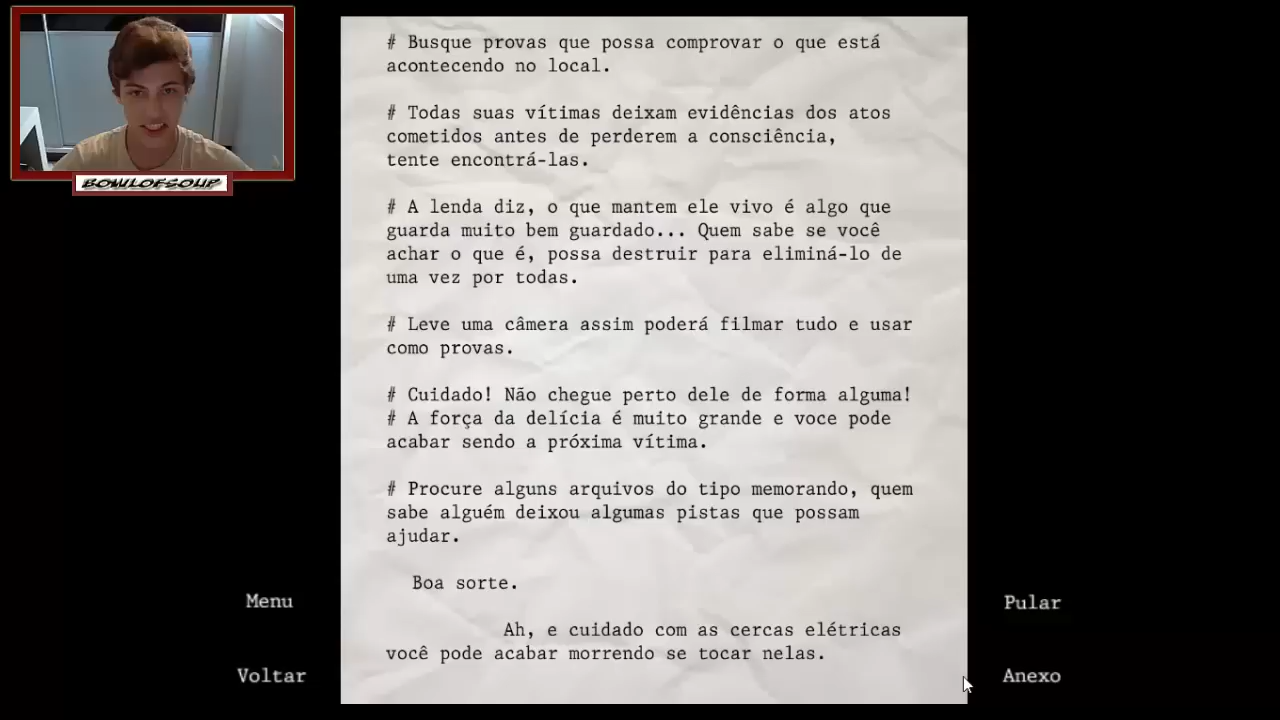 # Busque provas que possa comprovar o que está
acontecendo no local.
# Todas suas vítimas deixam evidências dos atos
cometidos antes de perderem a consciência,
tente encontrá-las.
# A lenda diz, o que mantem ele vivo é algo que
guarda muito bem guardado... Quem sabe se você
achar o que é, possa destruir para eliminá-lo de
uma vez por todas.
# Leve uma câmera assim poderá filmar tudo e usar
como provas.
# Cuidado! Não chegue perto dele de forma alguma!
# A força da delícia é muito grande e voce pode
acabar sendo a próxima vítima.
# Procure alguns arquivos do tipo memorando, quem
sabe alguém deixou algumas pistas que possam
ajudar.
Boa sorte.
Ah, e cuidado com as cercas elétricas
você pode acabar morrendo se tocar nelas.
BOWLOFSOUP
Menu
Voltar
Pular
Anexo